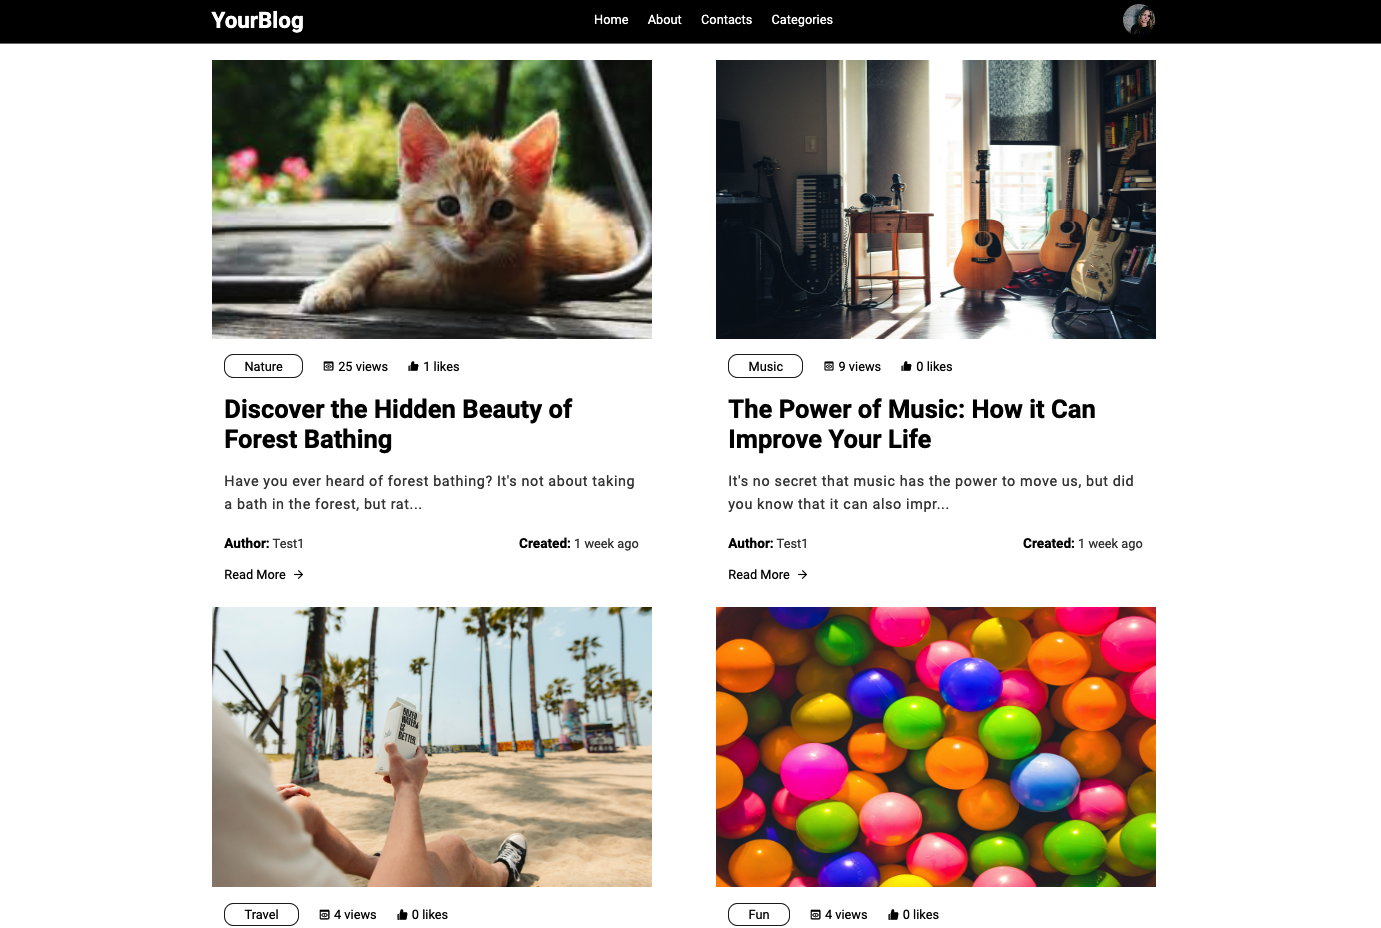 YourBlog
Home About Contacts Categories
Nature 25 views 1 likes
Discover the Hidden Beauty of
Forest Bathing
Have you ever heard of forest bathing? It's not about taking
a bath in the forest, but rat...
Author: Test1 Created: 1 week ago
Read More →
Music 9 views 0 likes
The Power of Music: How it Can
Improve Your Life
It's no secret that music has the power to move us, but did
you know that it can also impr...
Author: Test1 Created: 1 week ago
Read More →
BOXED
WATER
IS
BETTER.
Travel 4 views 0 likes
Fun 4 views 0 likes